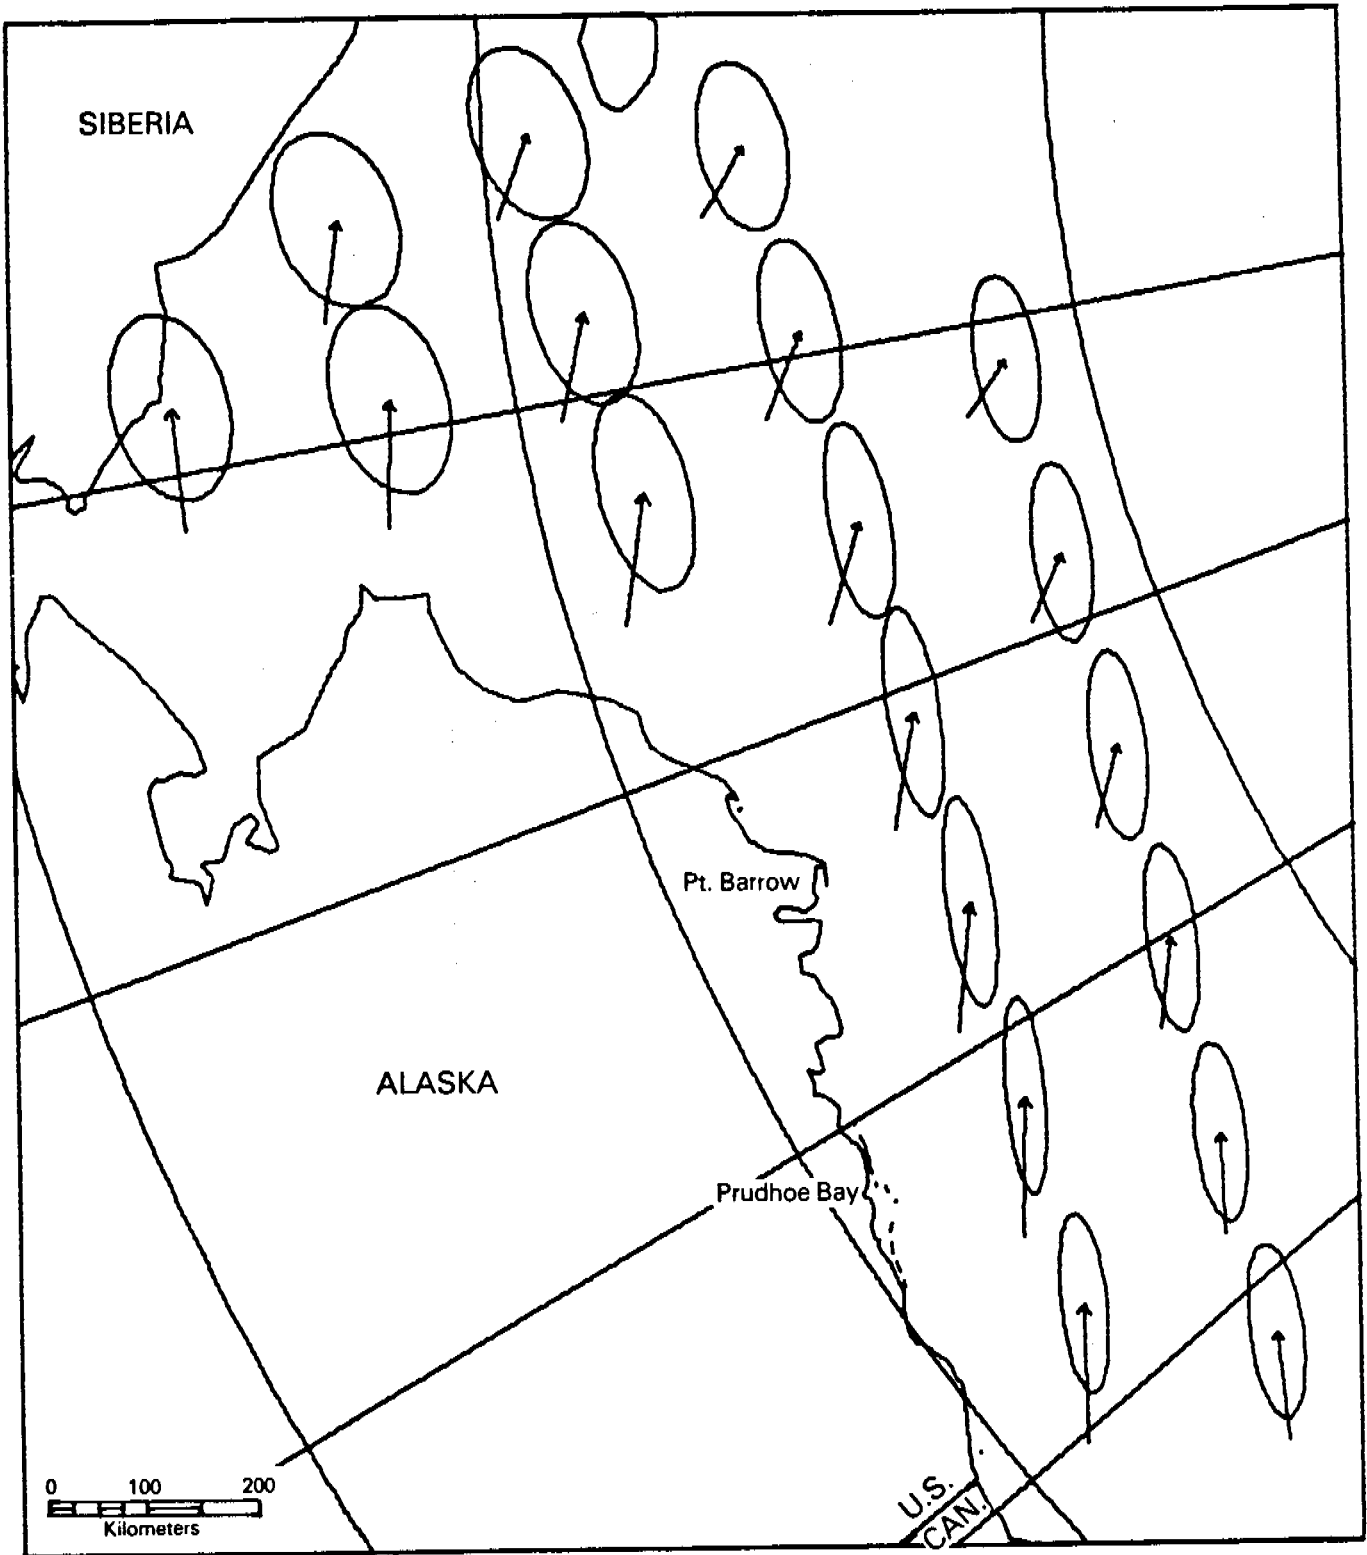 SIBERIA
Pt. Barrow
ALASKA
Prudhoe Bay
0 100 200
Kilometers
U.S.
CAN.